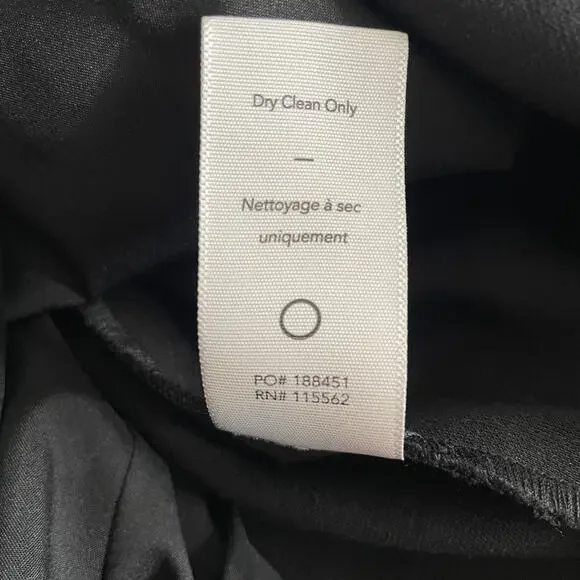 Dry Clean Only
—
Nettoyage à sec
uniquement
PO# 188451
RN# 115562